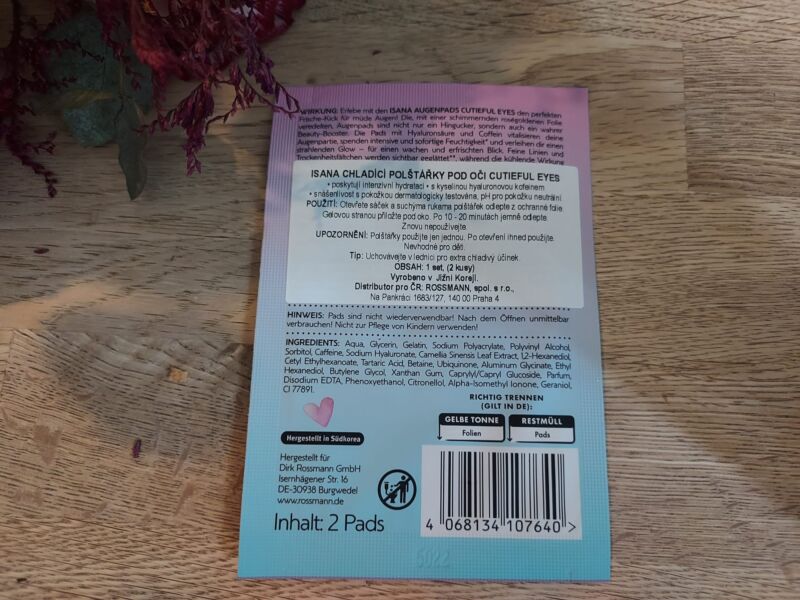 WIRKUNG: Erlebe mit den ISANA AUGENPADS CUTIEFUL EYES den perfekten
Frische-Kick für müde Augen! Die, mit einer schimmernden roségoldenen Folie
veredelten, Augenpads sind nicht nur ein Hingucker, sondern auch ein wahrer
Beauty-Booster. Die Pads mit Hyaluronsäure und Coffein vitalisieren deine
Augenpartie, spenden intensive und sofortige Feuchtigkeit* und verleihen dir einen
strahlenden Glow – für einen wachen und erfrischten Blick. Feine Linien und
Trockenheitsfältchen werden sichtbar geglättet**, während die kühlende Wirkung
ISANA CHLADÍCÍ POLŠTÁŘKY POD OČI CUTIEFUL EYES
• poskytují intenzivní hydrataci • s kyselinou hyaluronovou kofeinem
• snášenlivost s pokožkou dermatologicky testována, pH pro pokožku neutrální
POUŽITÍ: Otevřete sáček a suchýma rukama polštářek odlepte z ochranné folie.
Gelovou stranou přiložte pod oko. Po 10 - 20 minutách jemně odlepte.
Znovu nepoužívejte.
UPOZORNĚNÍ: Polštářky použijte jen jednou. Po otevření ihned použijte.
Nevhodné pro děti.
Tip: Uchovávejte v lednici pro extra chladivý účinek.
OBSAH: 1 set, (2 kusy)
Vyrobeno v Jižní Koreji.
Distributor pro ČR: ROSSMANN, spol. s r.o.,
Na Pankráci 1683/127, 140 00 Praha 4
HINWEIS: Pads sind nicht wiederverwendbar! Nach dem Öffnen unmittelbar
verbrauchen! Nicht zur Pflege von Kindern verwenden!
INGREDIENTS: Aqua, Glycerin, Gelatin, Sodium Polyacrylate, Polyvinyl Alcohol,
Sorbitol, Caffeine, Sodium Hyaluronate, Camellia Sinensis Leaf Extract, 1,2-Hexanediol,
Cetyl Ethylhexanoate, Tartaric Acid, Betaine, Ubiquinone, Aluminum Glycinate, Ethyl
Hexanediol, Butylene Glycol, Xanthan Gum, Caprylyl/Capryl Glucoside, Parfum,
Disodium EDTA, Phenoxyethanol, Citronellol, Alpha-Isomethyl Ionone, Geraniol,
CI 77891.
RICHTIG TRENNEN
(GILT IN DE):
GELBE TONNE RESTMÜLL
Folien Pads
Hergestellt in Südkorea
Hergestellt für
Dirk Rossmann GmbH
Isernhägener Str. 16
DE-30938 Burgwedel
www.rossmann.de
Inhalt: 2 Pads
4 068134 107640 >
5022